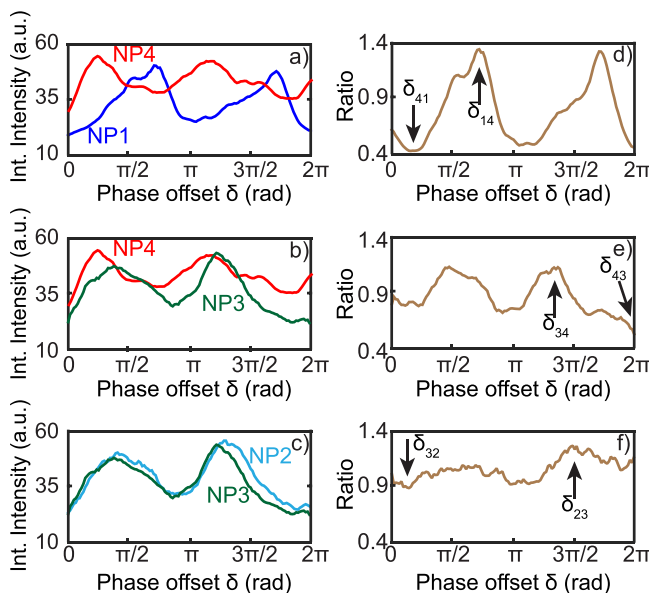 Int. Intensity (a.u.)
60
35
10
NP4
NP1
a)
0
π/2
π
3π/2
2π
Phase offset δ (rad)
Ratio
1.4
0.9
0.4
δ41
δ14
d)
0
π/2
π
3π/2
2π
Phase offset δ (rad)
Int. Intensity (a.u.)
60
35
10
NP4
NP3
b)
0
π/2
π
3π/2
2π
Phase offset δ (rad)
Ratio
1.4
0.9
0.4
e)
δ43
δ34
0
π/2
π
3π/2
2π
Phase offset δ (rad)
Int. Intensity (a.u.)
60
35
10
c)
NP2
NP3
0
π/2
π
3π/2
2π
Phase offset δ (rad)
Ratio
1.4
0.9
0.4
f)
δ32
δ23
0
π/2
π
3π/2
2π
Phase offset δ (rad)